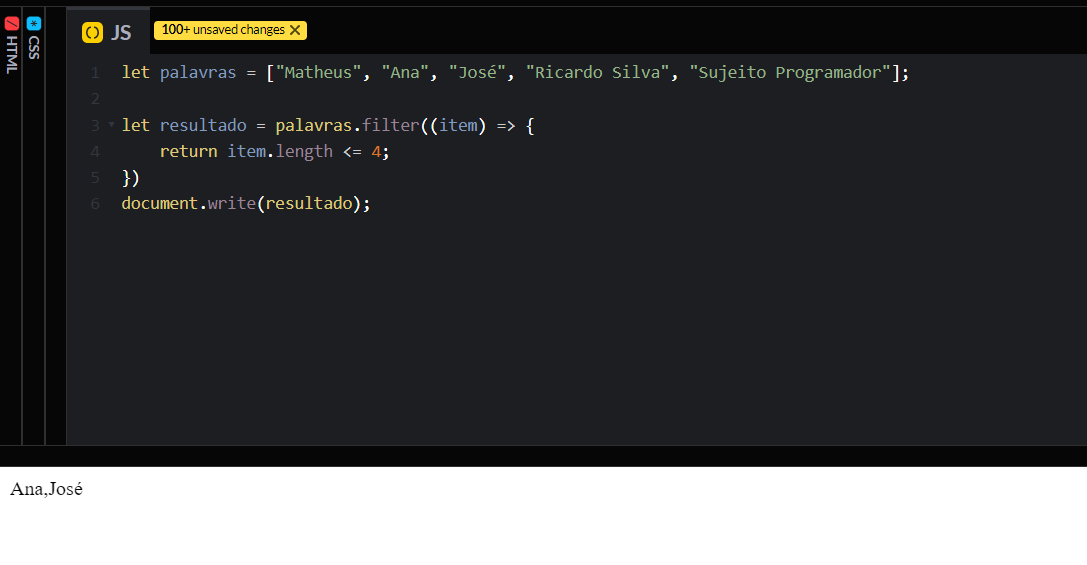 HTML
CSS
JS
100+ unsaved changes
1 let palavras = ["Matheus", "Ana", "José", "Ricardo Silva", "Sujeito Programador"];
2
3 let resultado = palavras.filter((item) => {
4 return item.length <= 4;
5 })
6 document.write(resultado);
Ana,José